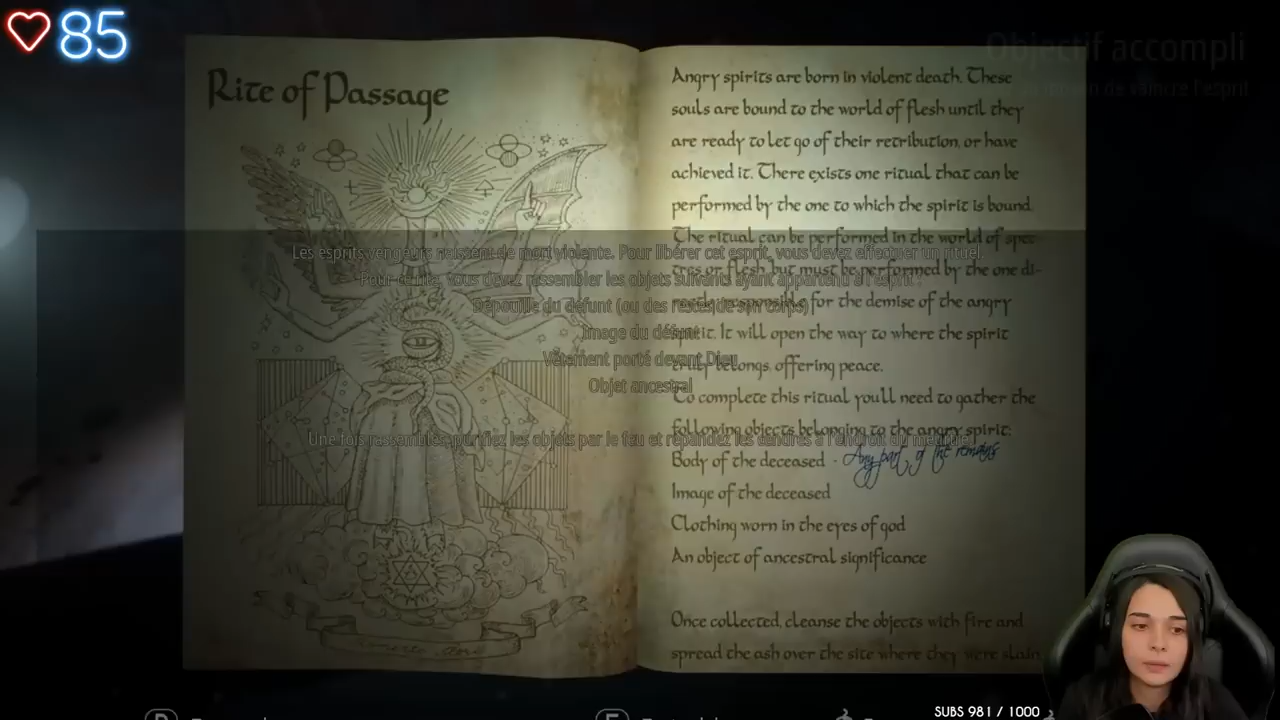 85
Objectif accompli
moyen de vaincre l'esprit
Rite of Passage
Angry spirits are born in violent death. These
souls are bound to the world of flesh until they
are ready to let go of their retribution, or have
achieved it. There exists one ritual that can be
performed by the one to which the spirit is bound.
The ritual can be performed in the world of spec-
tres or flesh but must be performed by the one di-
for the demise of the angry
It will open the way to where the spirit
truly belongs, offering peace.
To complete this ritual you'll need to gather the
following objects belonging to the angry spirit:
Body of the deceased - Any part of the remains
Image of the deceased
Clothing worn in the eyes of god
An object of ancestral significance
Once collected, cleanse the objects with fire and
spread the ash over the site where they were slain.
Les esprits vengeurs naissent de mort violente. Pour libérer cet esprit, vous devez effectuer un rituel.
Pour ce rite, vous devez rassembler les objets suivants ayant appartenu à l'esprit :
Dépouille du défunt (ou des restes de son corps)
Image du défunt
Vêtement porté devant Dieu
Objet ancestral
Une fois rassemblés, purifiez les objets par le feu et répandez les cendres à l'endroit du meurtre.
SUBS 981 / 1000